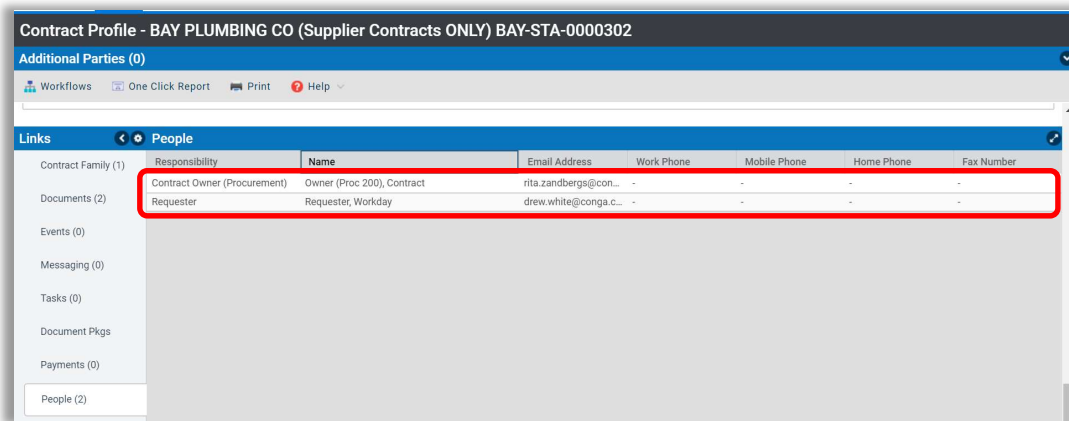 Contract Profile - BAY PLUMBING CO (Supplier Contracts ONLY) BAY-STA-0000302
Additional Parties (0)
Workflows One Click Report Print Help
Links People
Responsibility Name Email Address Work Phone Mobile Phone Home Phone Fax Number
Contract Owner (Procurement) Owner (Proc 200), Contract rita.zandbergs@con... - - - -
Requester Requester, Workday drew.white@conga.c... - - - -
Contract Family (1)
Documents (2)
Events (0)
Messaging (0)
Tasks (0)
Document Pkgs
Payments (0)
People (2)